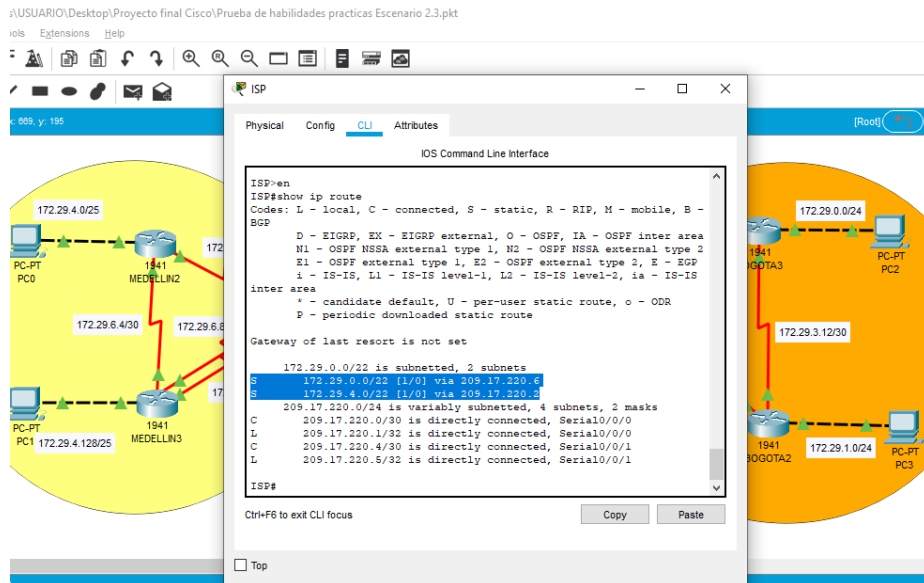 s\USUARIO\Desktop\Proyecto final Cisco\Prueba de habilidades practicas Escenario 2.3.pkt
ools Extensions Help
x: 669, y: 195
[Root]
ISP
Physical Config CLI Attributes
IOS Command Line Interface
ISP>en
ISP#show ip route
Codes: L - local, C - connected, S - static, R - RIP, M - mobile, B -
BGP
D - EIGRP, EX - EIGRP external, O - OSPF, IA - OSPF inter area
N1 - OSPF NSSA external type 1, N2 - OSPF NSSA external type 2
E1 - OSPF external type 1, E2 - OSPF external type 2, E - EGP
i - IS-IS, L1 - IS-IS level-1, L2 - IS-IS level-2, ia - IS-IS
inter area
* - candidate default, U - per-user static route, o - ODR
P - periodic downloaded static route
Gateway of last resort is not set
172.29.0.0/22 is subnetted, 2 subnets
S 172.29.0.0/22 [1/0] via 209.17.220.6
S 172.29.4.0/22 [1/0] via 209.17.220.2
209.17.220.0/24 is variably subnetted, 4 subnets, 2 masks
C 209.17.220.0/30 is directly connected, Serial0/0/0
L 209.17.220.1/32 is directly connected, Serial0/0/0
C 209.17.220.4/30 is directly connected, Serial0/0/1
L 209.17.220.5/32 is directly connected, Serial0/0/1
ISP#
Ctrl+F6 to exit CLI focus
Copy Paste
Top
172.29.4.0/25
PC-PT
PC0
1941
MEDELLIN2
172
172.29.6.4/30
172.29.6.8
17
PC-PT
PC1
172.29.4.128/25
1941
MEDELLIN3
172.29.0.0/24
1941
OGOTA3
PC-PT
PC2
172.29.3.12/30
1941
OGOTA2
172.29.1.0/24
PC-PT
PC3